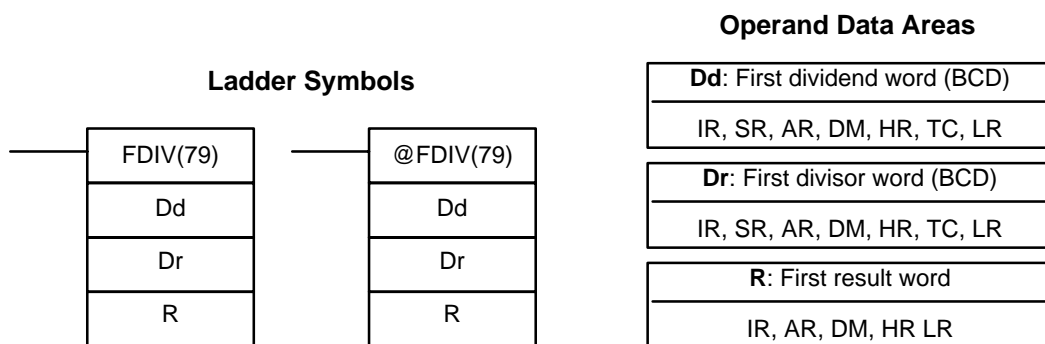 Operand Data Areas
Ladder Symbols
Dd: First dividend word (BCD)
IR, SR, AR, DM, HR, TC, LR
Dr: First divisor word (BCD)
IR, SR, AR, DM, HR, TC, LR
R: First result word
IR, AR, DM, HR LR
FDIV(79)
Dd
Dr
R
@FDIV(79)
Dd
Dr
R